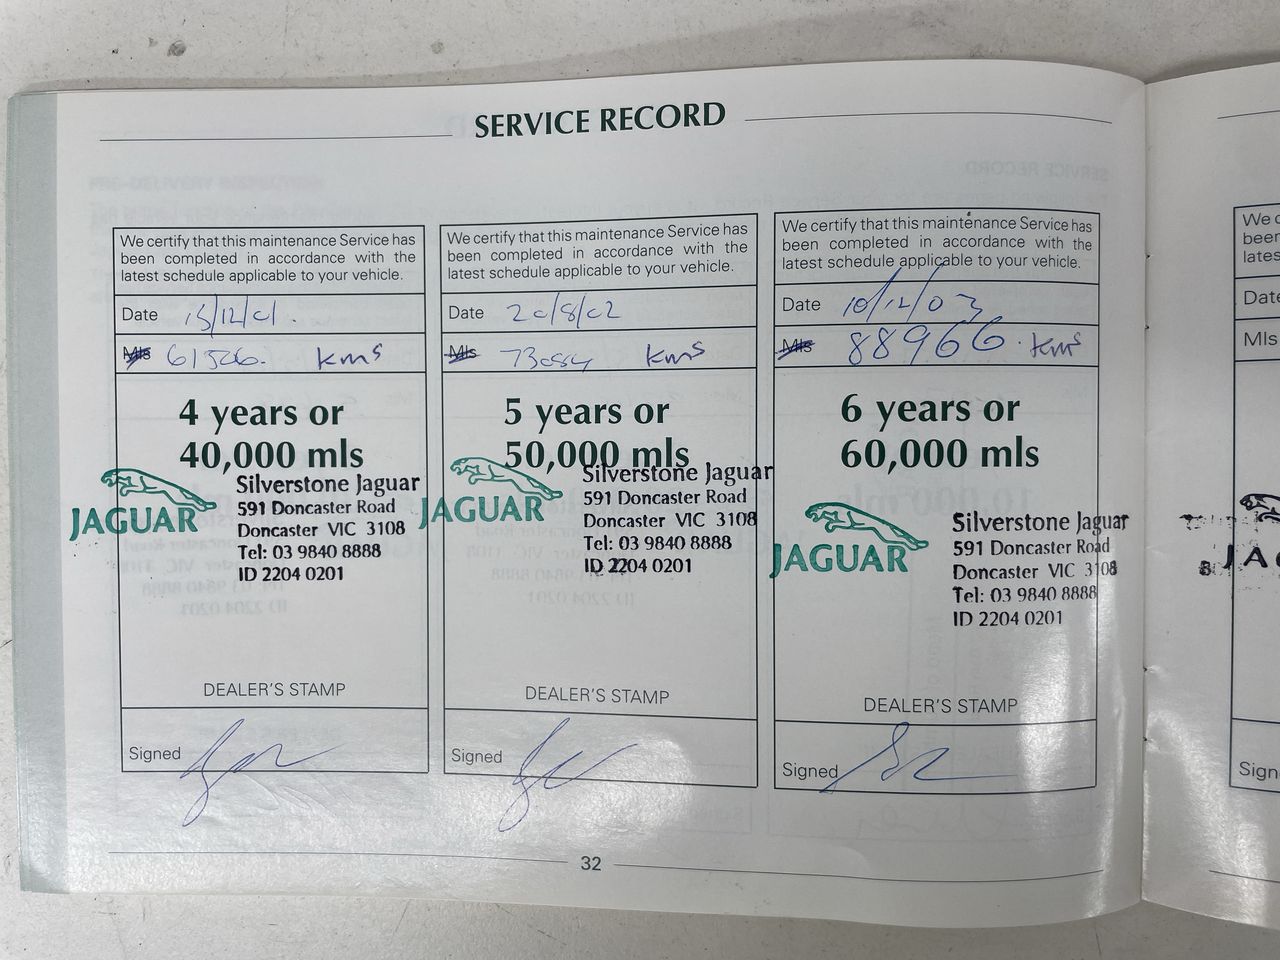 SERVICE RECORD
We certify that this maintenance Service has
been completed in accordance with the
latest schedule applicable to your vehicle.
Date 13/12/01.
Mls 61326. kms
4 years or
40,000 mls
JAGUAR
Silverstone Jaguar
591 Doncaster Road
Doncaster VIC 3108
Tel: 03 9840 8888
ID 2204 0201
DEALER'S STAMP
Signed
We certify that this maintenance Service has
been completed in accordance with the
latest schedule applicable to your vehicle.
Date 20/8/02
Mls 73084 kms
5 years or
50,000 mls
JAGUAR
Silverstone Jaguar
591 Doncaster Road
Doncaster VIC 3108
Tel: 03 9840 8888
ID 2204 0201
DEALER'S STAMP
Signed
We certify that this maintenance Service has
been completed in accordance with the
latest schedule applicable to your vehicle.
Date 10/12/03
Mls 88966. kms
6 years or
60,000 mls
JAGUAR
Silverstone Jaguar
591 Doncaster Road
Doncaster VIC 3108
Tel: 03 9840 8888
ID 2204 0201
DEALER'S STAMP
Signed
32
We c
been
lates
Date
Mls
JAG
Sign